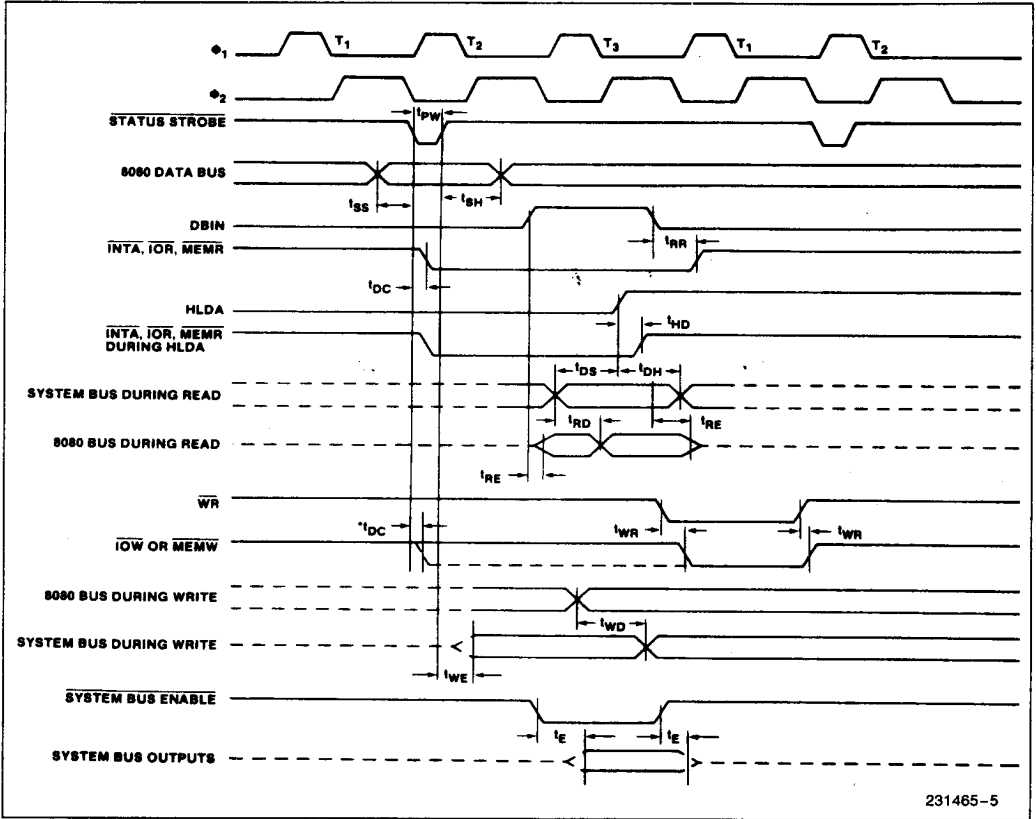 Φ1 T1 T2 T3 T1 T2
Φ2
STATUS STROBE tPW
8080 DATA BUS
tSS tSH
DBIN
tRR
INTA, IOR, MEMR
tDC
HLDA
tHD
INTA, IOR, MEMR
DURING HLDA
tDS tDH
SYSTEM BUS DURING READ
tRD tRE
8080 BUS DURING READ
tRE
WR
*tDC tWR tWR
IOW OR MEMW
8080 BUS DURING WRITE
tWD
SYSTEM BUS DURING WRITE
tWE
SYSTEM BUS ENABLE
tE tE
SYSTEM BUS OUTPUTS
231465-5